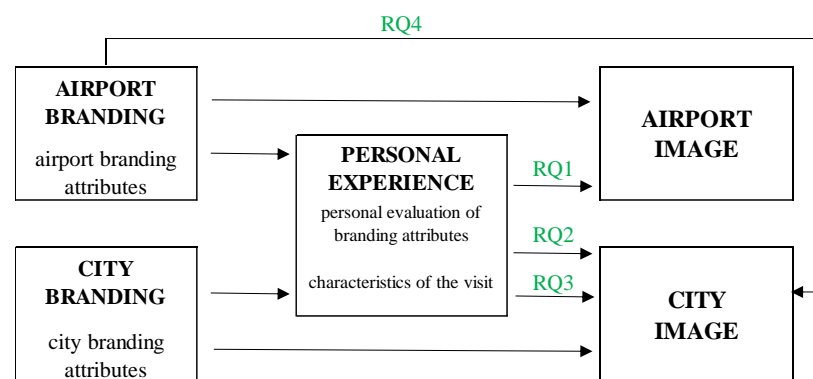 RQ4
AIRPORT
BRANDING
airport branding
attributes
PERSONAL
EXPERIENCE
personal evaluation of
branding attributes
characteristics of the visit
RQ1
RQ2
RQ3
AIRPORT
IMAGE
CITY
BRANDING
city branding
attributes
CITY
IMAGE